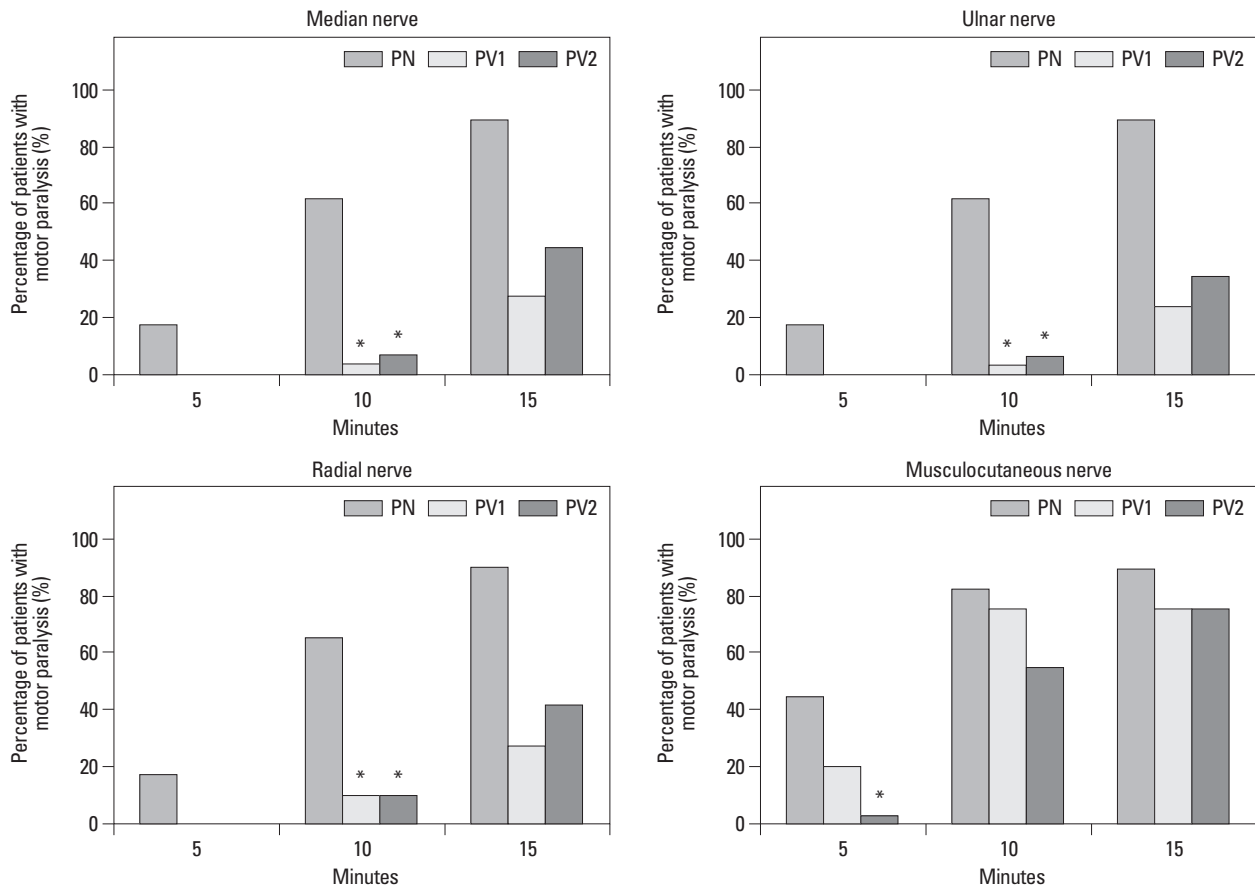 Median nerve
PN PV1 PV2
Percentage of patients with
motor paralysis (%)
100
80
60
40
20
0
* *
5 10 15
Minutes
Ulnar nerve
PN PV1 PV2
Percentage of patients with
motor paralysis (%)
100
80
60
40
20
0
* *
5 10 15
Minutes
Radial nerve
PN PV1 PV2
Percentage of patients with
motor paralysis (%)
100
80
60
40
20
0
* *
5 10 15
Minutes
Musculocutaneous nerve
PN PV1 PV2
Percentage of patients with
motor paralysis (%)
100
80
60
40
20
0
*
5 10 15
Minutes